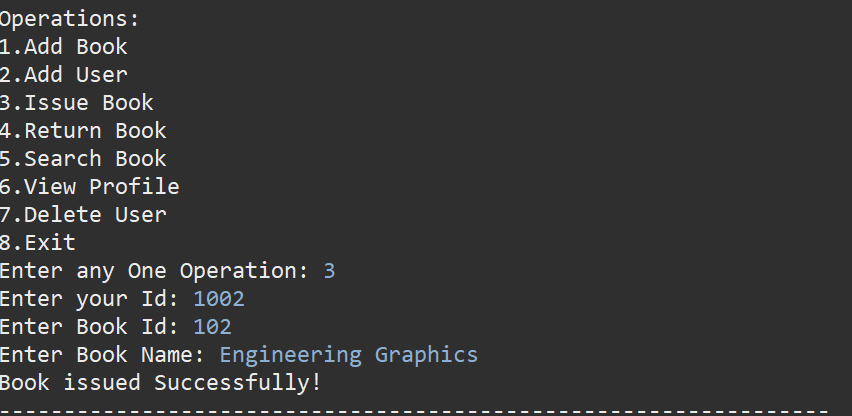 Operations:
1.Add Book
2.Add User
3.Issue Book
4.Return Book
5.Search Book
6.View Profile
7.Delete User
8.Exit
Enter any One Operation: 3
Enter your Id: 1002
Enter Book Id: 102
Enter Book Name: Engineering Graphics
Book issued Successfully!
-----------------------------------------------------------------